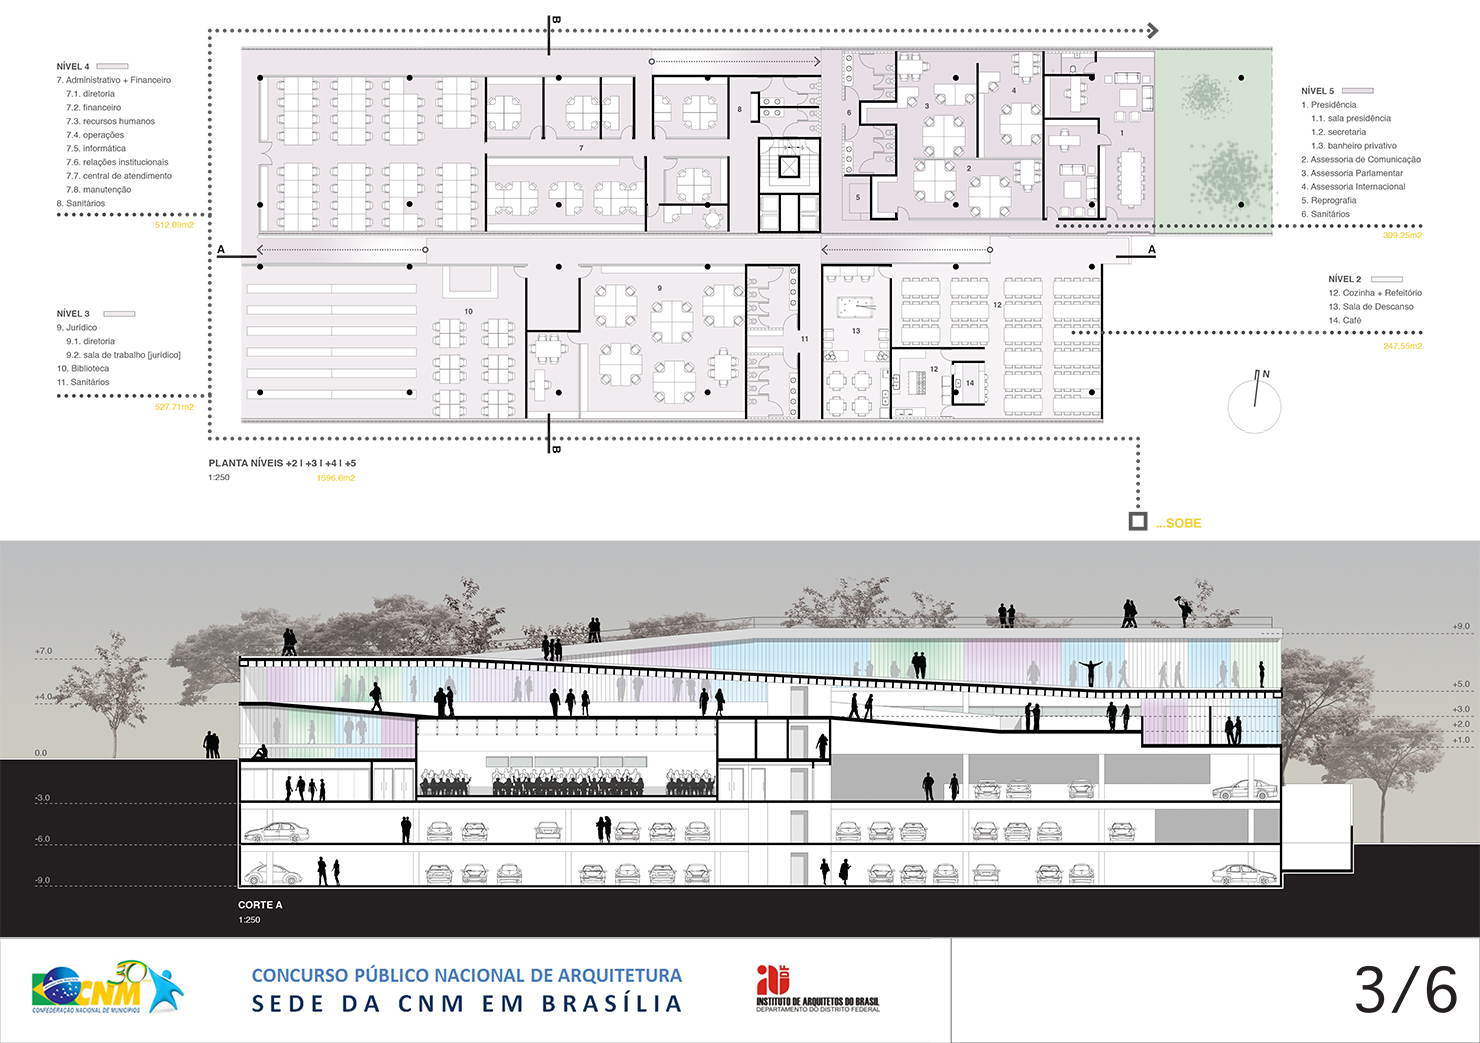 NÍVEL 4
7. Administrativo + Financeiro
7.1. diretoria
7.2. financeiro
7.3. recursos humanos
7.4. operações
7.5. informática
7.6. relações institucionais
7.7. central de atendimento
7.8. manutenção
8. Sanitários
512.09m2
NÍVEL 3
9. Jurídico
9.1. diretoria
9.2. sala de trabalho [jurídico]
10. Biblioteca
11. Sanitários
527.71m2
B
A
7
8
6
5
3
4
2
1
A
10
9
11
13
12
12
14
B
NÍVEL 5
1. Presidência
1.1. sala presidência
1.2. secretaria
1.3. banheiro privativo
2. Assessoria de Comunicação
3. Assessoria Parlamentar
4. Assessoria Internacional
5. Reprografia
6. Sanitários
309.25m2
NÍVEL 2
12. Cozinha + Refeitório
13. Sala de Descanso
14. Café
247.55m2
N
PLANTA NÍVEIS +2 I +3 I +4 I +5
1:250
1596.6m2
...SOBE
+7.0
+4.0
0.0
-3.0
-6.0
-9.0
+9.0
+5.0
+3.0
+2.0
+1.0
CORTE A
1:250
CNM 30
CONFEDERAÇÃO NACIONAL DE MUNICÍPIOS
CONCURSO PÚBLICO NACIONAL DE ARQUITETURA
SEDE DA CNM EM BRASÍLIA
iab DF
INSTITUTO DE ARQUITETOS DO BRASIL
DEPARTAMENTO DO DISTRITO FEDERAL
3/6